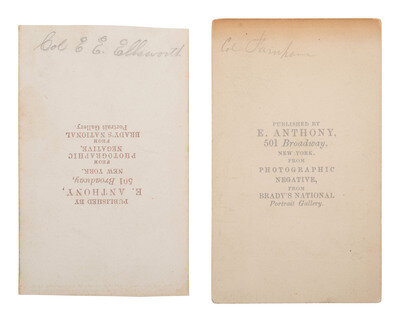 Col E. E. Ellsworth
PUBLISHED BY
E. ANTHONY,
501 Broadway,
NEW YORK.
FROM
PHOTOGRAPHIC
NEGATIVE,
FROM
BRADY'S NATIONAL
Portrait Gallery.
Col Farnham
PUBLISHED BY
E. ANTHONY,
501 Broadway.
NEW YORK.
FROM
PHOTOGRAPHIC
NEGATIVE,
FROM
BRADY'S NATIONAL
Portrait Gallery.